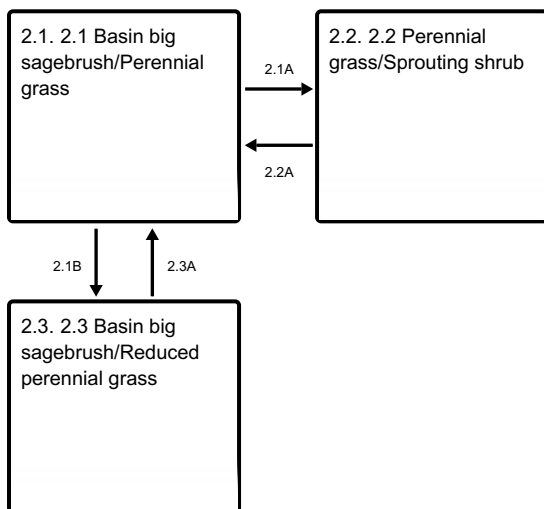 2.1. 2.1 Basin big
sagebrush/Perennial
grass
2.1A
2.2. 2.2 Perennial
grass/Sprouting shrub
2.2A
2.1B
2.3A
2.3. 2.3 Basin big
sagebrush/Reduced
perennial grass